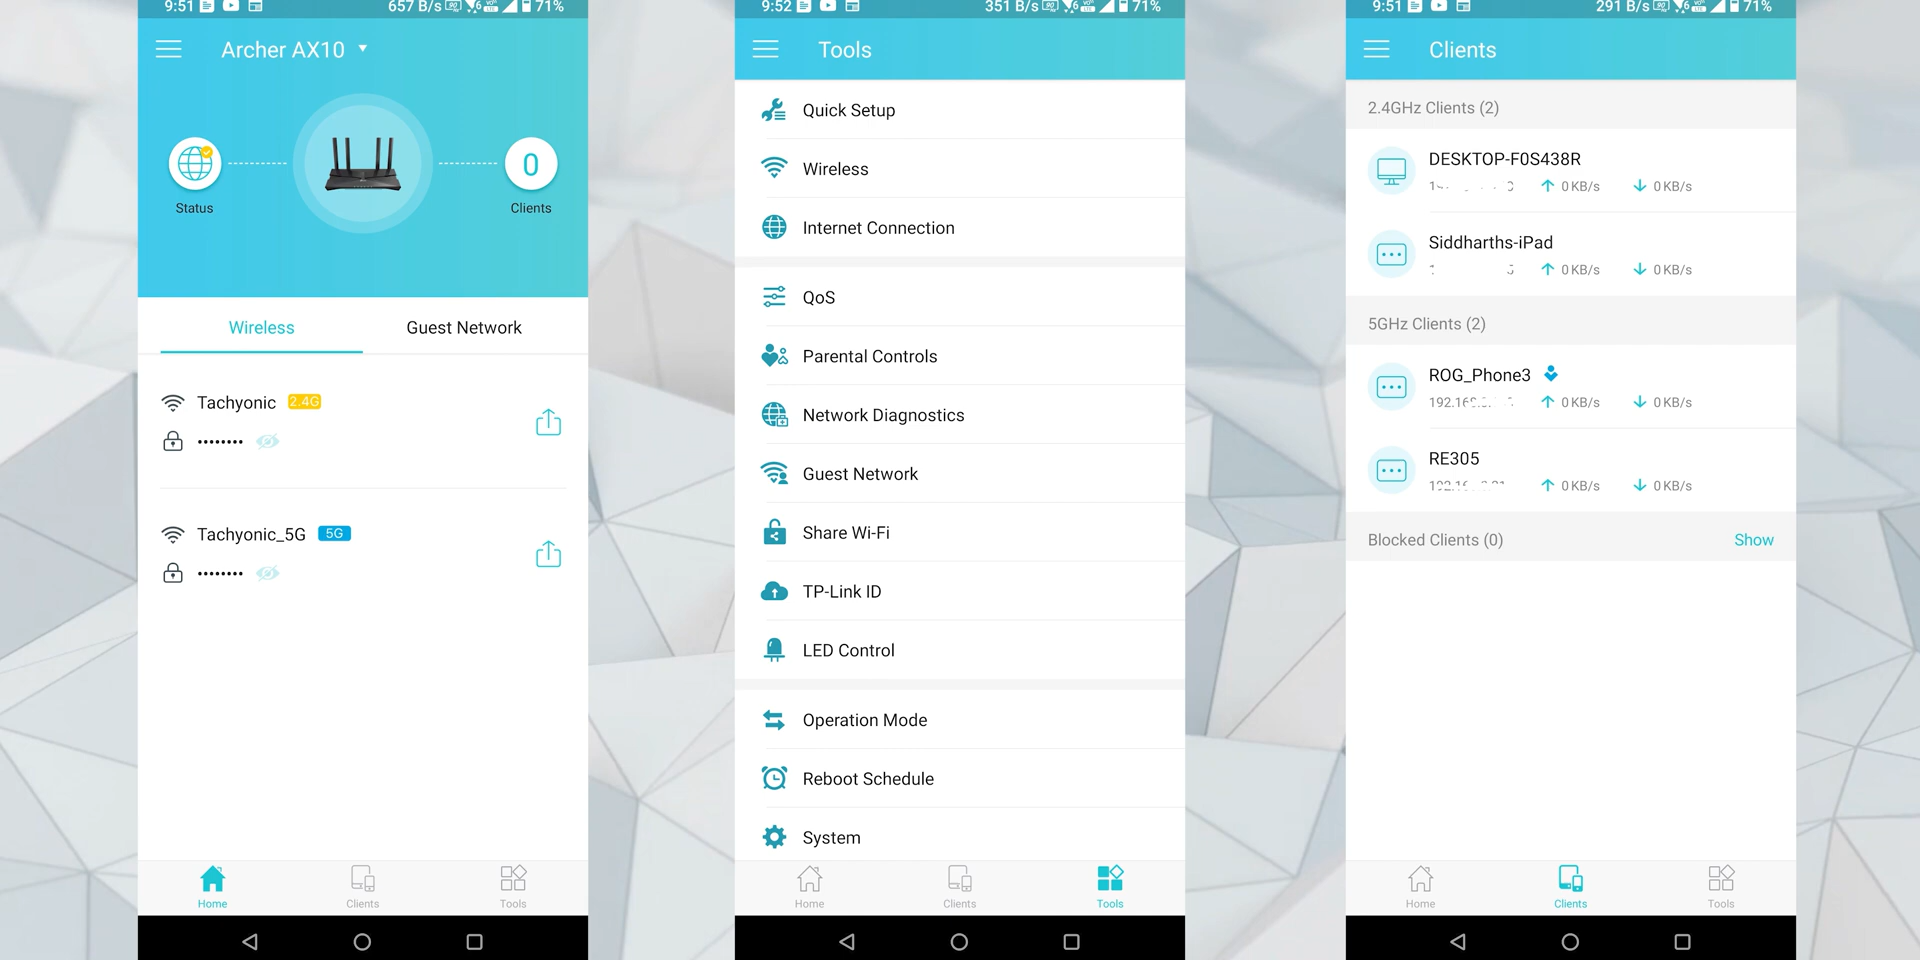 9:51
657 B/s
71%
Archer AX10
0
Status
Clients
Wireless
Guest Network
Tachyonic 2.4G
••••••••
Tachyonic_5G 5G
••••••••
Home
Clients
Tools
9:52
351 B/s
71%
Tools
Quick Setup
Wireless
Internet Connection
QoS
Parental Controls
Network Diagnostics
Guest Network
Share Wi-Fi
TP-Link ID
LED Control
Operation Mode
Reboot Schedule
System
Home
Clients
Tools
9:51
291 B/s
71%
Clients
2.4GHz Clients (2)
DESKTOP-F0S438R
0 KB/s 0 KB/s
Siddharths-iPad
0 KB/s 0 KB/s
5GHz Clients (2)
ROG_Phone3
0 KB/s 0 KB/s
RE305
0 KB/s 0 KB/s
Blocked Clients (0)
Show
Home
Clients
Tools